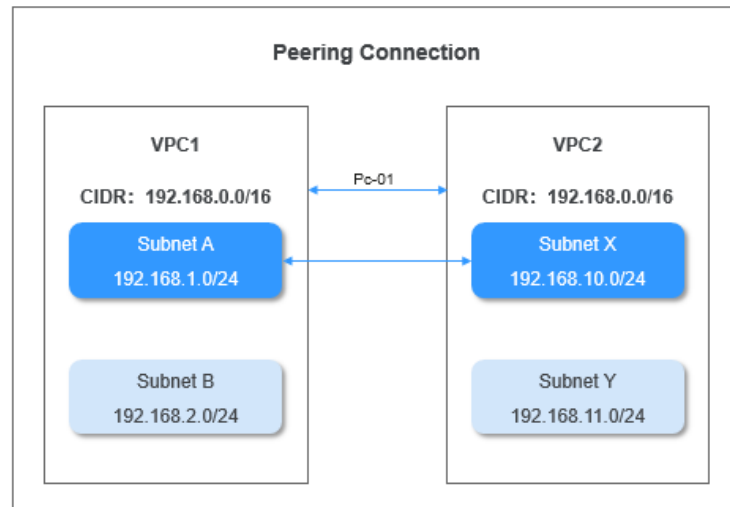 Peering Connection
VPC1
VPC2
Pc-01
CIDR：192.168.0.0/16
CIDR：192.168.0.0/16
Subnet A
192.168.1.0/24
Subnet X
192.168.10.0/24
Subnet B
192.168.2.0/24
Subnet Y
192.168.11.0/24